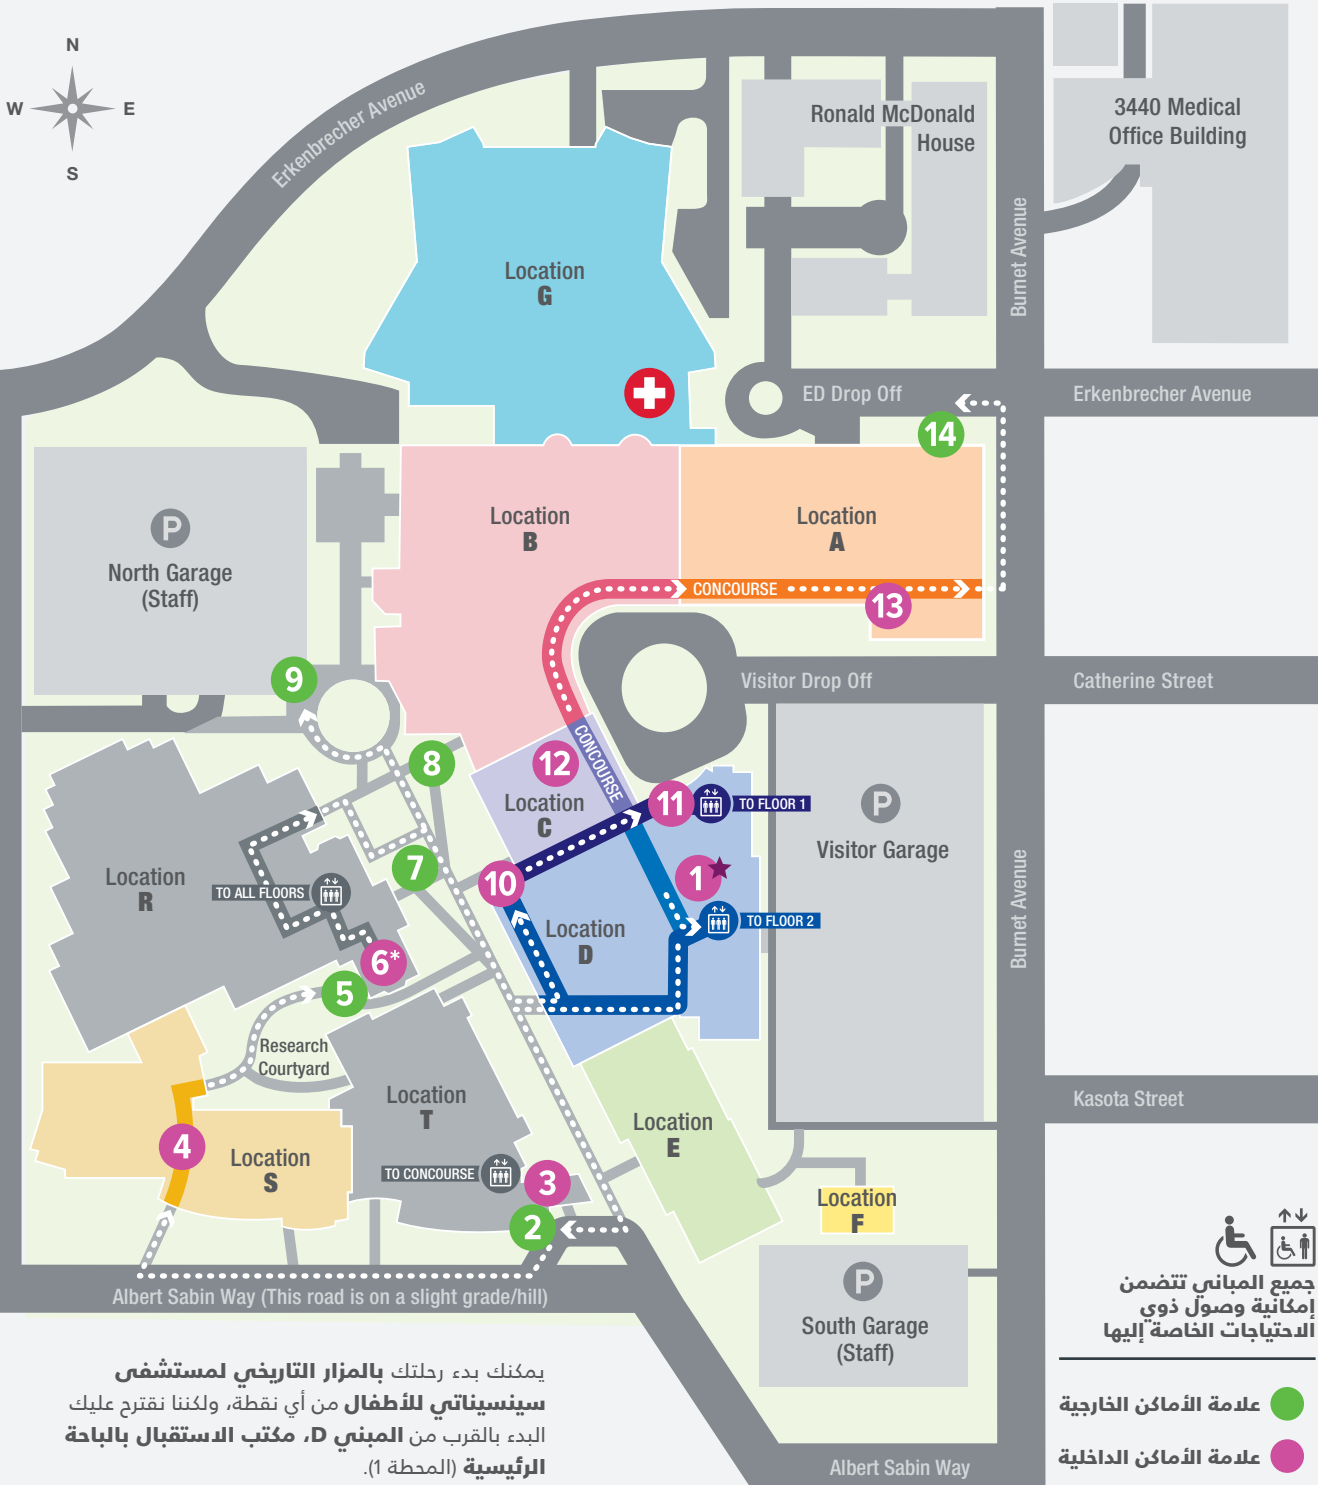 N
W
E
S
Erkenbrecher Avenue
Ronald McDonald
House
3440 Medical
Office Building
Burnet Avenue
Location
G
ED Drop Off
Erkenbrecher Avenue
14
P
North Garage
(Staff)
Location
B
Location
A
CONCOURSE
13
9
Visitor Drop Off
Catherine Street
8
12
CONCOURSE
Location
C
11
TO FLOOR 1
P
Visitor Garage
7
10
1
Location
R
TO ALL FLOORS
TO FLOOR 2
Location
D
Burnet Avenue
6*
5
Research
Courtyard
Location
T
Kasota Street
Location
E
4
Location
S
TO CONCOURSE
3
2
Location
F
Albert Sabin Way (This road is on a slight grade/hill)
P
South Garage
(Staff)
Albert Sabin Way
جميع المباني تتضمن
إمكانية وصول ذوي
الاحتياجات الخاصة إليها
علامة الأماكن الخارجية
علامة الأماكن الداخلية
يمكنك بدء رحلتك بالمزار التاريخي لمستشفى
سينسيناتي للأطفال من أي نقطة، ولكننا نقترح عليك
البدء بالقرب من المبني D، مكتب الاستقبال بالباحة
الرئيسية (المحطة 1).